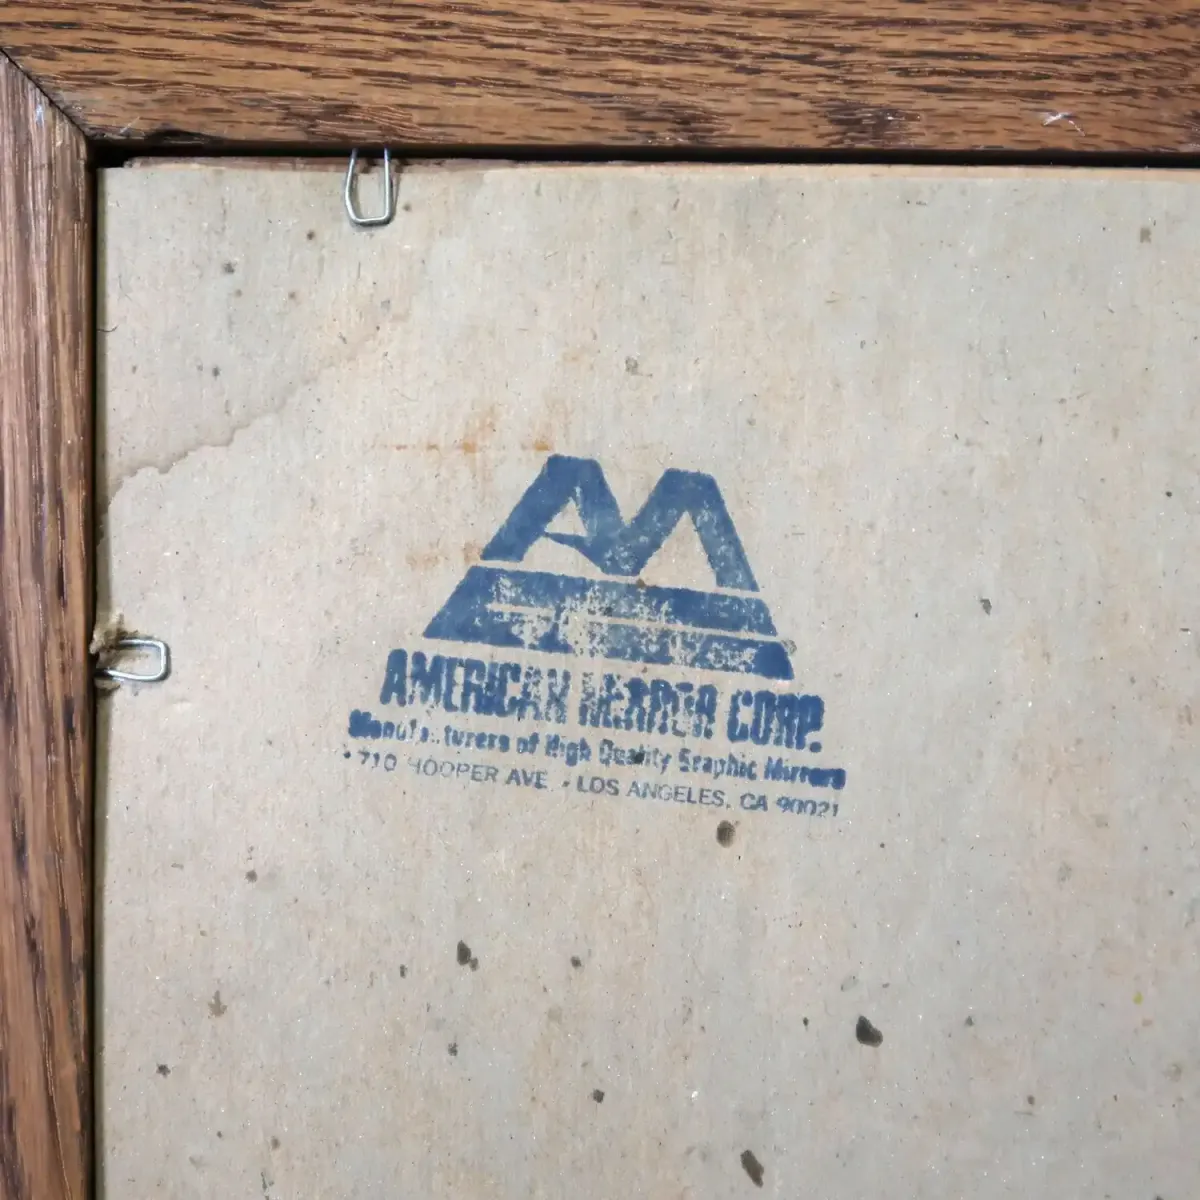 AM
AMERICAN MIRROR CORP.
Manufacturers of High Quality Graphic Mirrors
• 710 HOOPER AVE. • LOS ANGELES, CA 90021